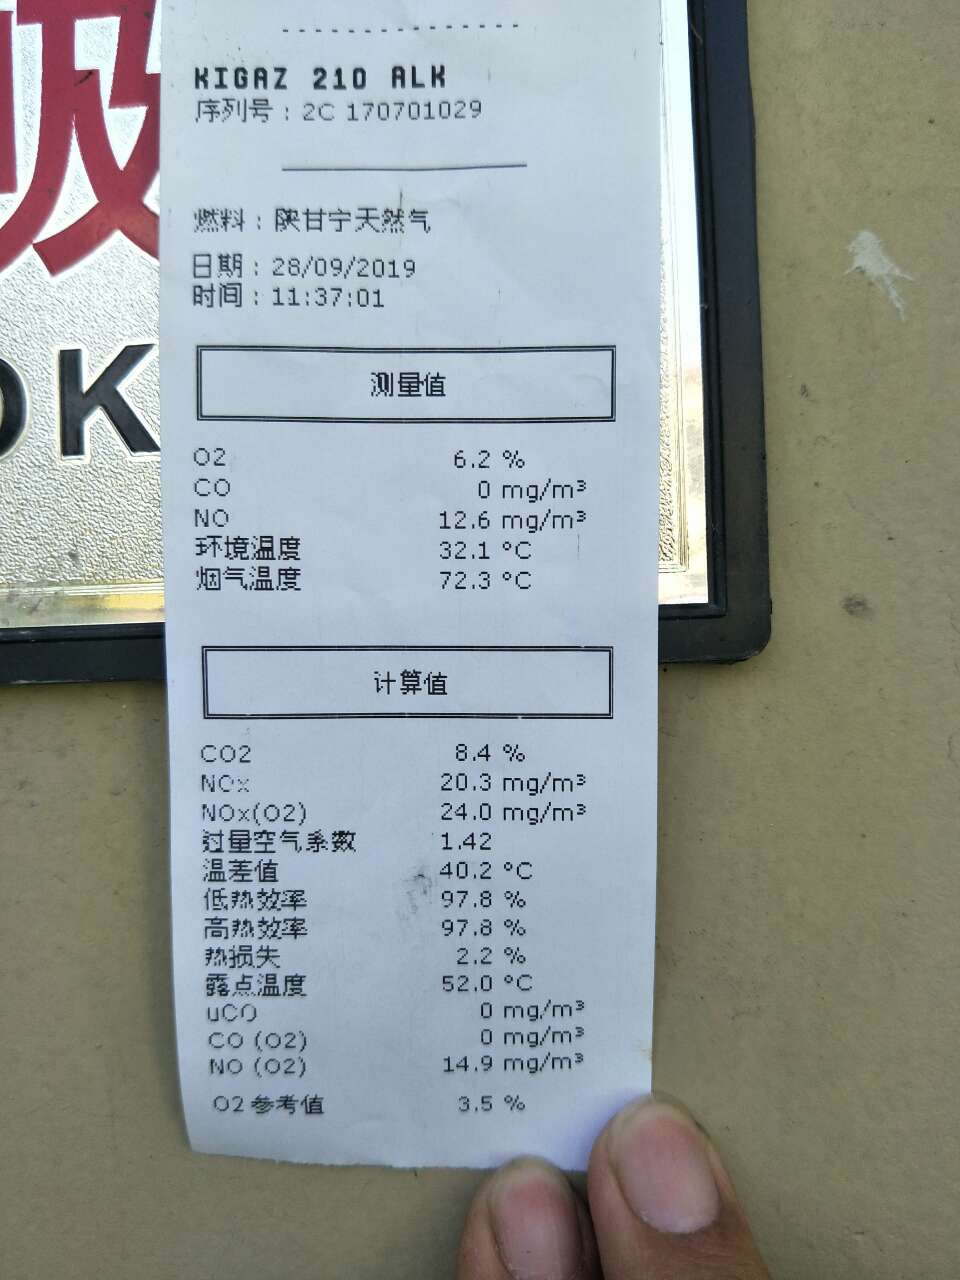 吸
OK
KIGAZ 210 ALK
序列号：2C 170701029
燃料：陕甘宁天然气
日期：28/09/2019
时间：11:37:01
测量值
O2 6.2 %
CO 0 mg/m³
NO 12.6 mg/m³
环境温度 32.1 °C
烟气温度 72.3 °C
计算值
CO2 8.4 %
NOx 20.3 mg/m³
NOx(O2) 24.0 mg/m³
过量空气系数 1.42
温差值 40.2 °C
低热效率 97.8 %
高热效率 97.8 %
热损失 2.2 %
露点温度 52.0 °C
uCO 0 mg/m³
CO (O2) 0 mg/m³
NO (O2) 14.9 mg/m³
O2 参考值 3.5 %